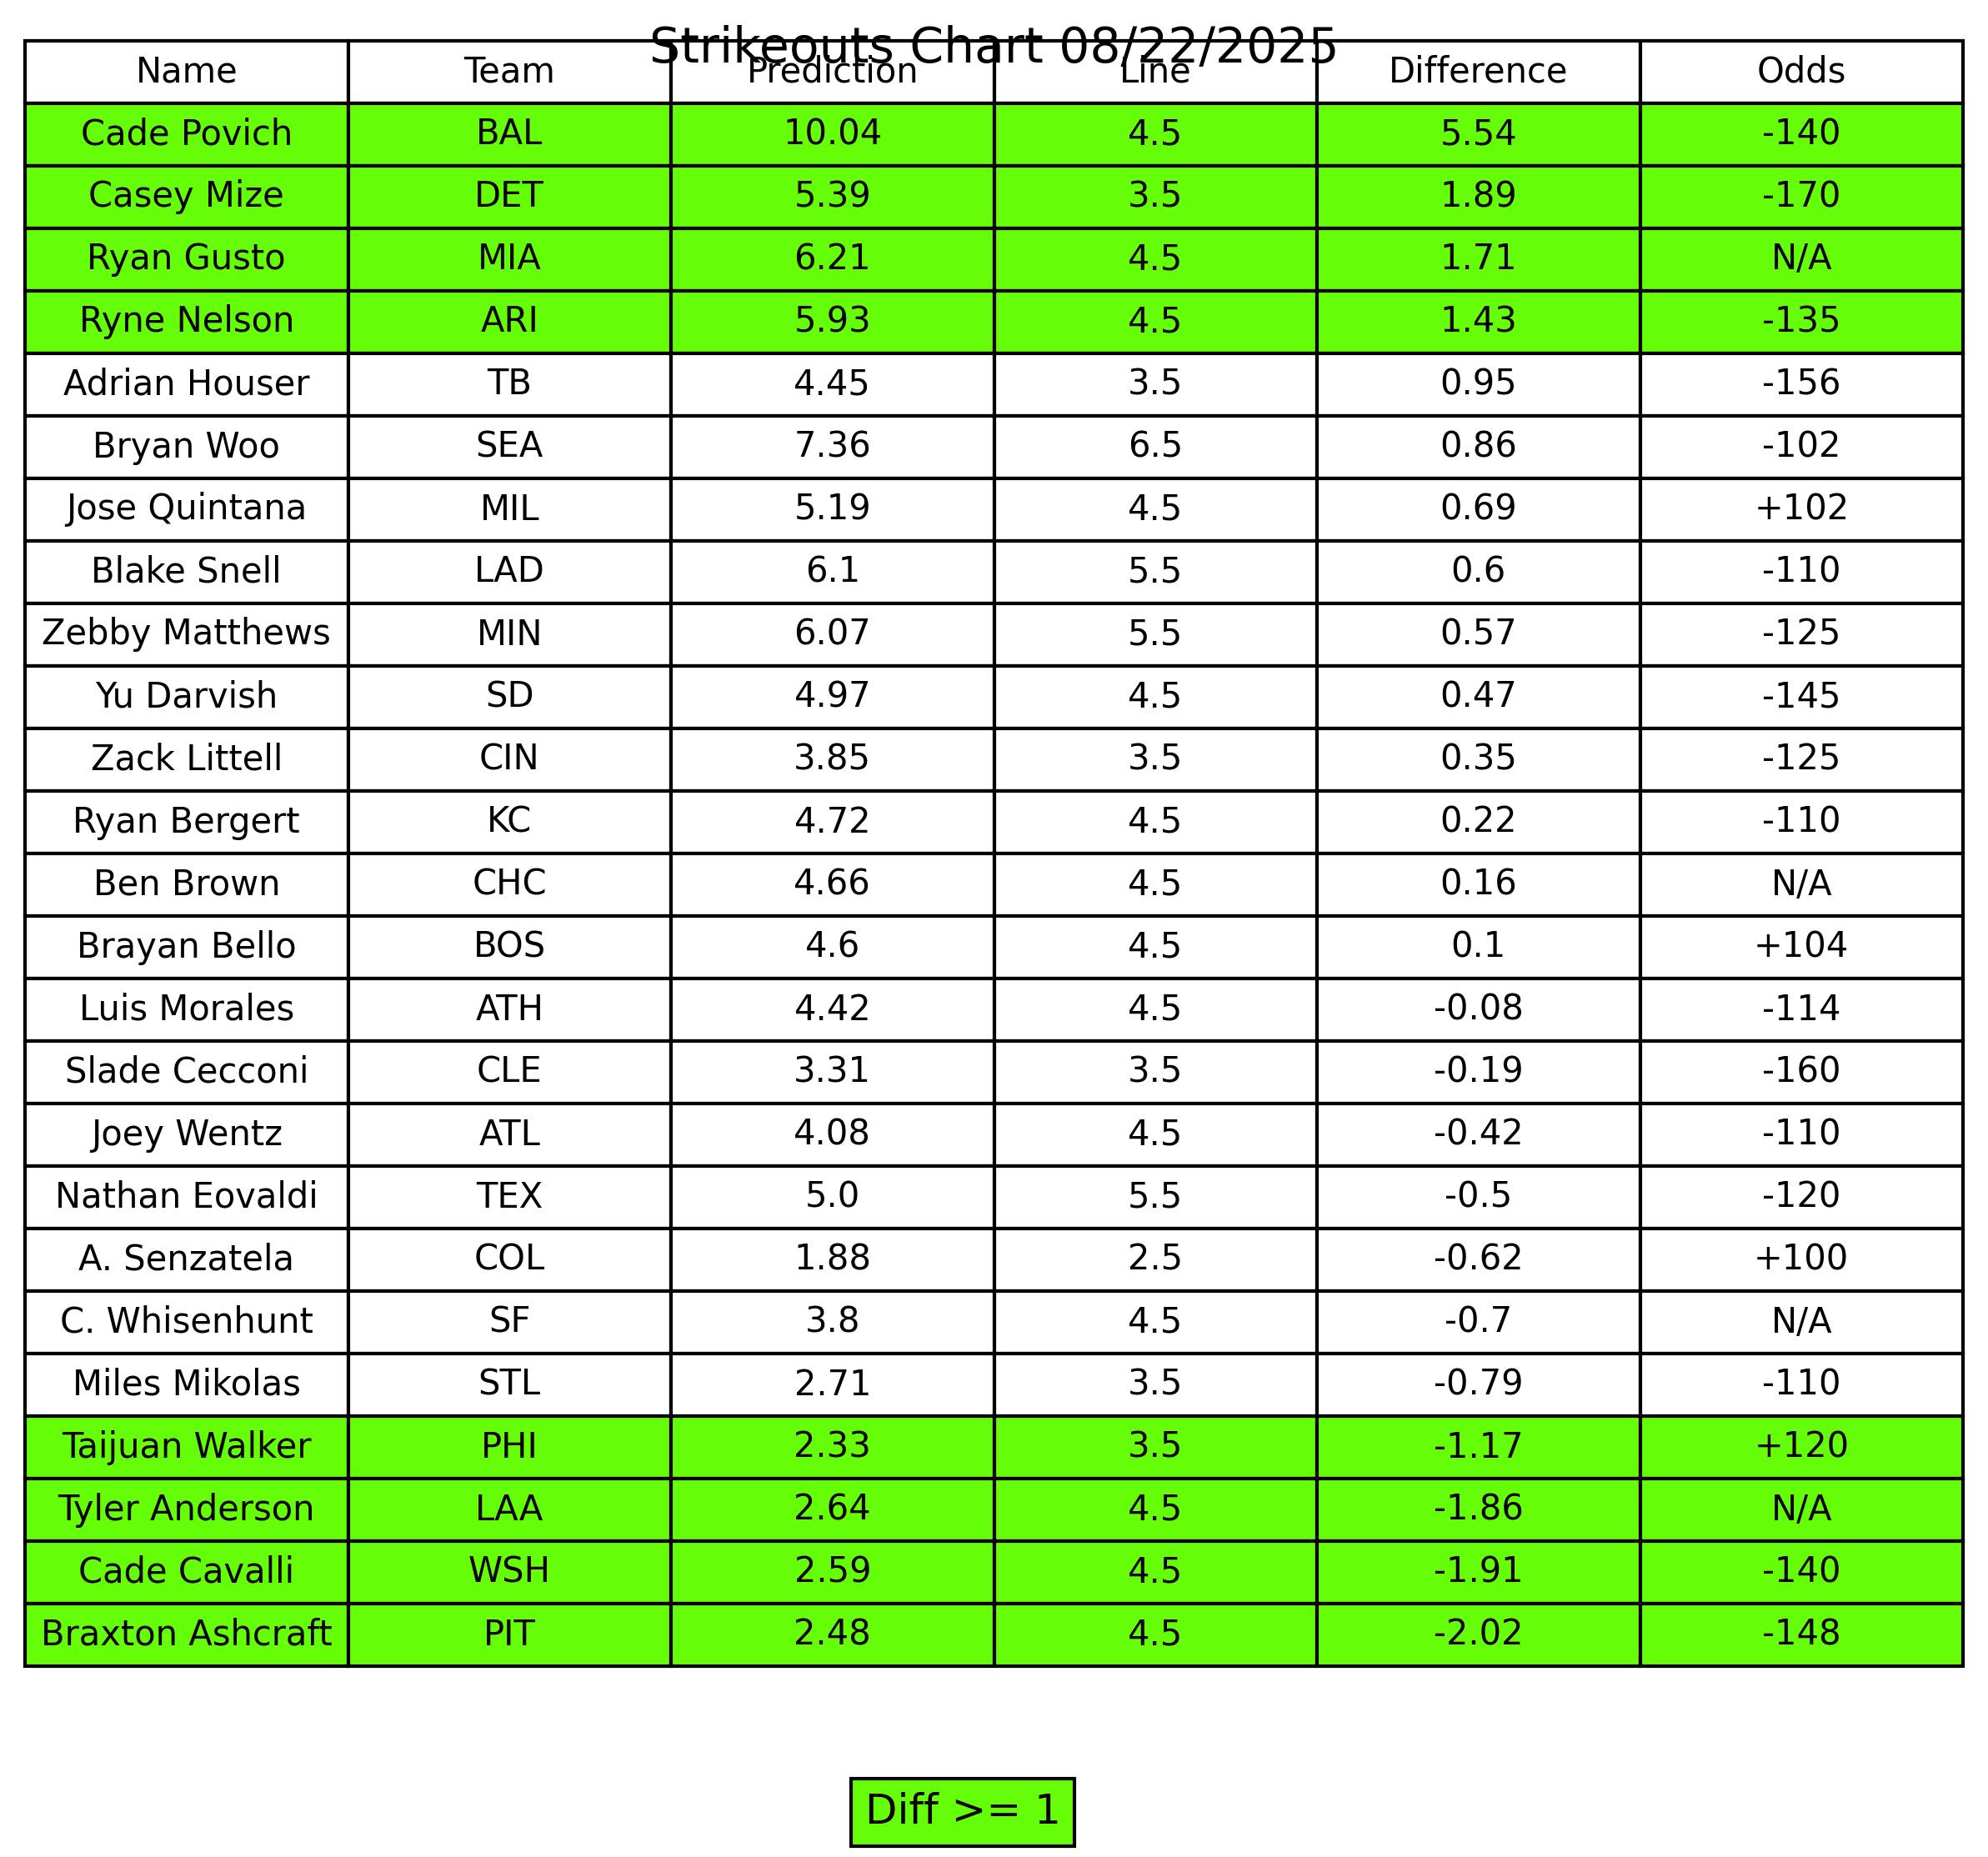 Strikeouts Chart 08/22/2025
Name Team Prediction Line Difference Odds
Cade Povich BAL 10.04 4.5 5.54 -140
Casey Mize DET 5.39 3.5 1.89 -170
Ryan Gusto MIA 6.21 4.5 1.71 N/A
Ryne Nelson ARI 5.93 4.5 1.43 -135
Adrian Houser TB 4.45 3.5 0.95 -156
Bryan Woo SEA 7.36 6.5 0.86 -102
Jose Quintana MIL 5.19 4.5 0.69 +102
Blake Snell LAD 6.1 5.5 0.6 -110
Zebby Matthews MIN 6.07 5.5 0.57 -125
Yu Darvish SD 4.97 4.5 0.47 -145
Zack Littell CIN 3.85 3.5 0.35 -125
Ryan Bergert KC 4.72 4.5 0.22 -110
Ben Brown CHC 4.66 4.5 0.16 N/A
Brayan Bello BOS 4.6 4.5 0.1 +104
Luis Morales ATH 4.42 4.5 -0.08 -114
Slade Cecconi CLE 3.31 3.5 -0.19 -160
Joey Wentz ATL 4.08 4.5 -0.42 -110
Nathan Eovaldi TEX 5.0 5.5 -0.5 -120
A. Senzatela COL 1.88 2.5 -0.62 +100
C. Whisenhunt SF 3.8 4.5 -0.7 N/A
Miles Mikolas STL 2.71 3.5 -0.79 -110
Taijuan Walker PHI 2.33 3.5 -1.17 +120
Tyler Anderson LAA 2.64 4.5 -1.86 N/A
Cade Cavalli WSH 2.59 4.5 -1.91 -140
Braxton Ashcraft PIT 2.48 4.5 -2.02 -148
Diff >= 1